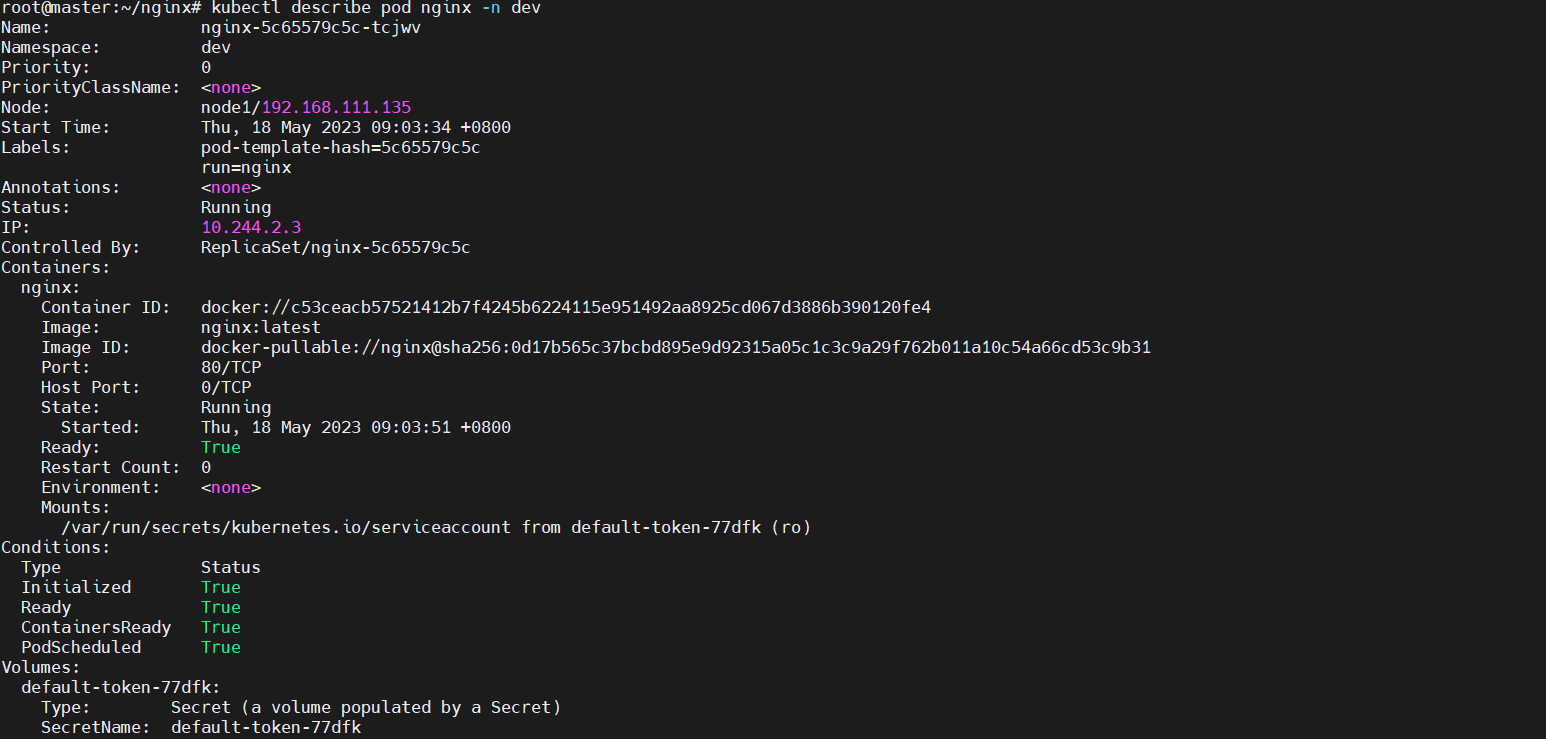 root@master:~/nginx# kubectl describe pod nginx -n dev
Name:               nginx-5c65579c5c-tcjwv
Namespace:          dev
Priority:           0
PriorityClassName:  <none>
Node:               node1/192.168.111.135
Start Time:         Thu, 18 May 2023 09:03:34 +0800
Labels:             pod-template-hash=5c65579c5c
                    run=nginx
Annotations:        <none>
Status:             Running
IP:                 10.244.2.3
Controlled By:      ReplicaSet/nginx-5c65579c5c
Containers:
  nginx:
    Container ID:   docker://c53ceacb57521412b7f4245b6224115e951492aa8925cd067d3886b390120fe4
    Image:          nginx:latest
    Image ID:       docker-pullable://nginx@sha256:0d17b565c37bcbd895e9d92315a05c1c3c9a29f762b011a10c54a66cd53c9b31
    Port:           80/TCP
    Host Port:      0/TCP
    State:          Running
      Started:      Thu, 18 May 2023 09:03:51 +0800
    Ready:          True
    Restart Count:  0
    Environment:    <none>
    Mounts:
      /var/run/secrets/kubernetes.io/serviceaccount from default-token-77dfk (ro)
Conditions:
  Type              Status
  Initialized       True
  Ready             True
  ContainersReady   True
  PodScheduled      True
Volumes:
  default-token-77dfk:
    Type:        Secret (a volume populated by a Secret)
    SecretName:  default-token-77dfk